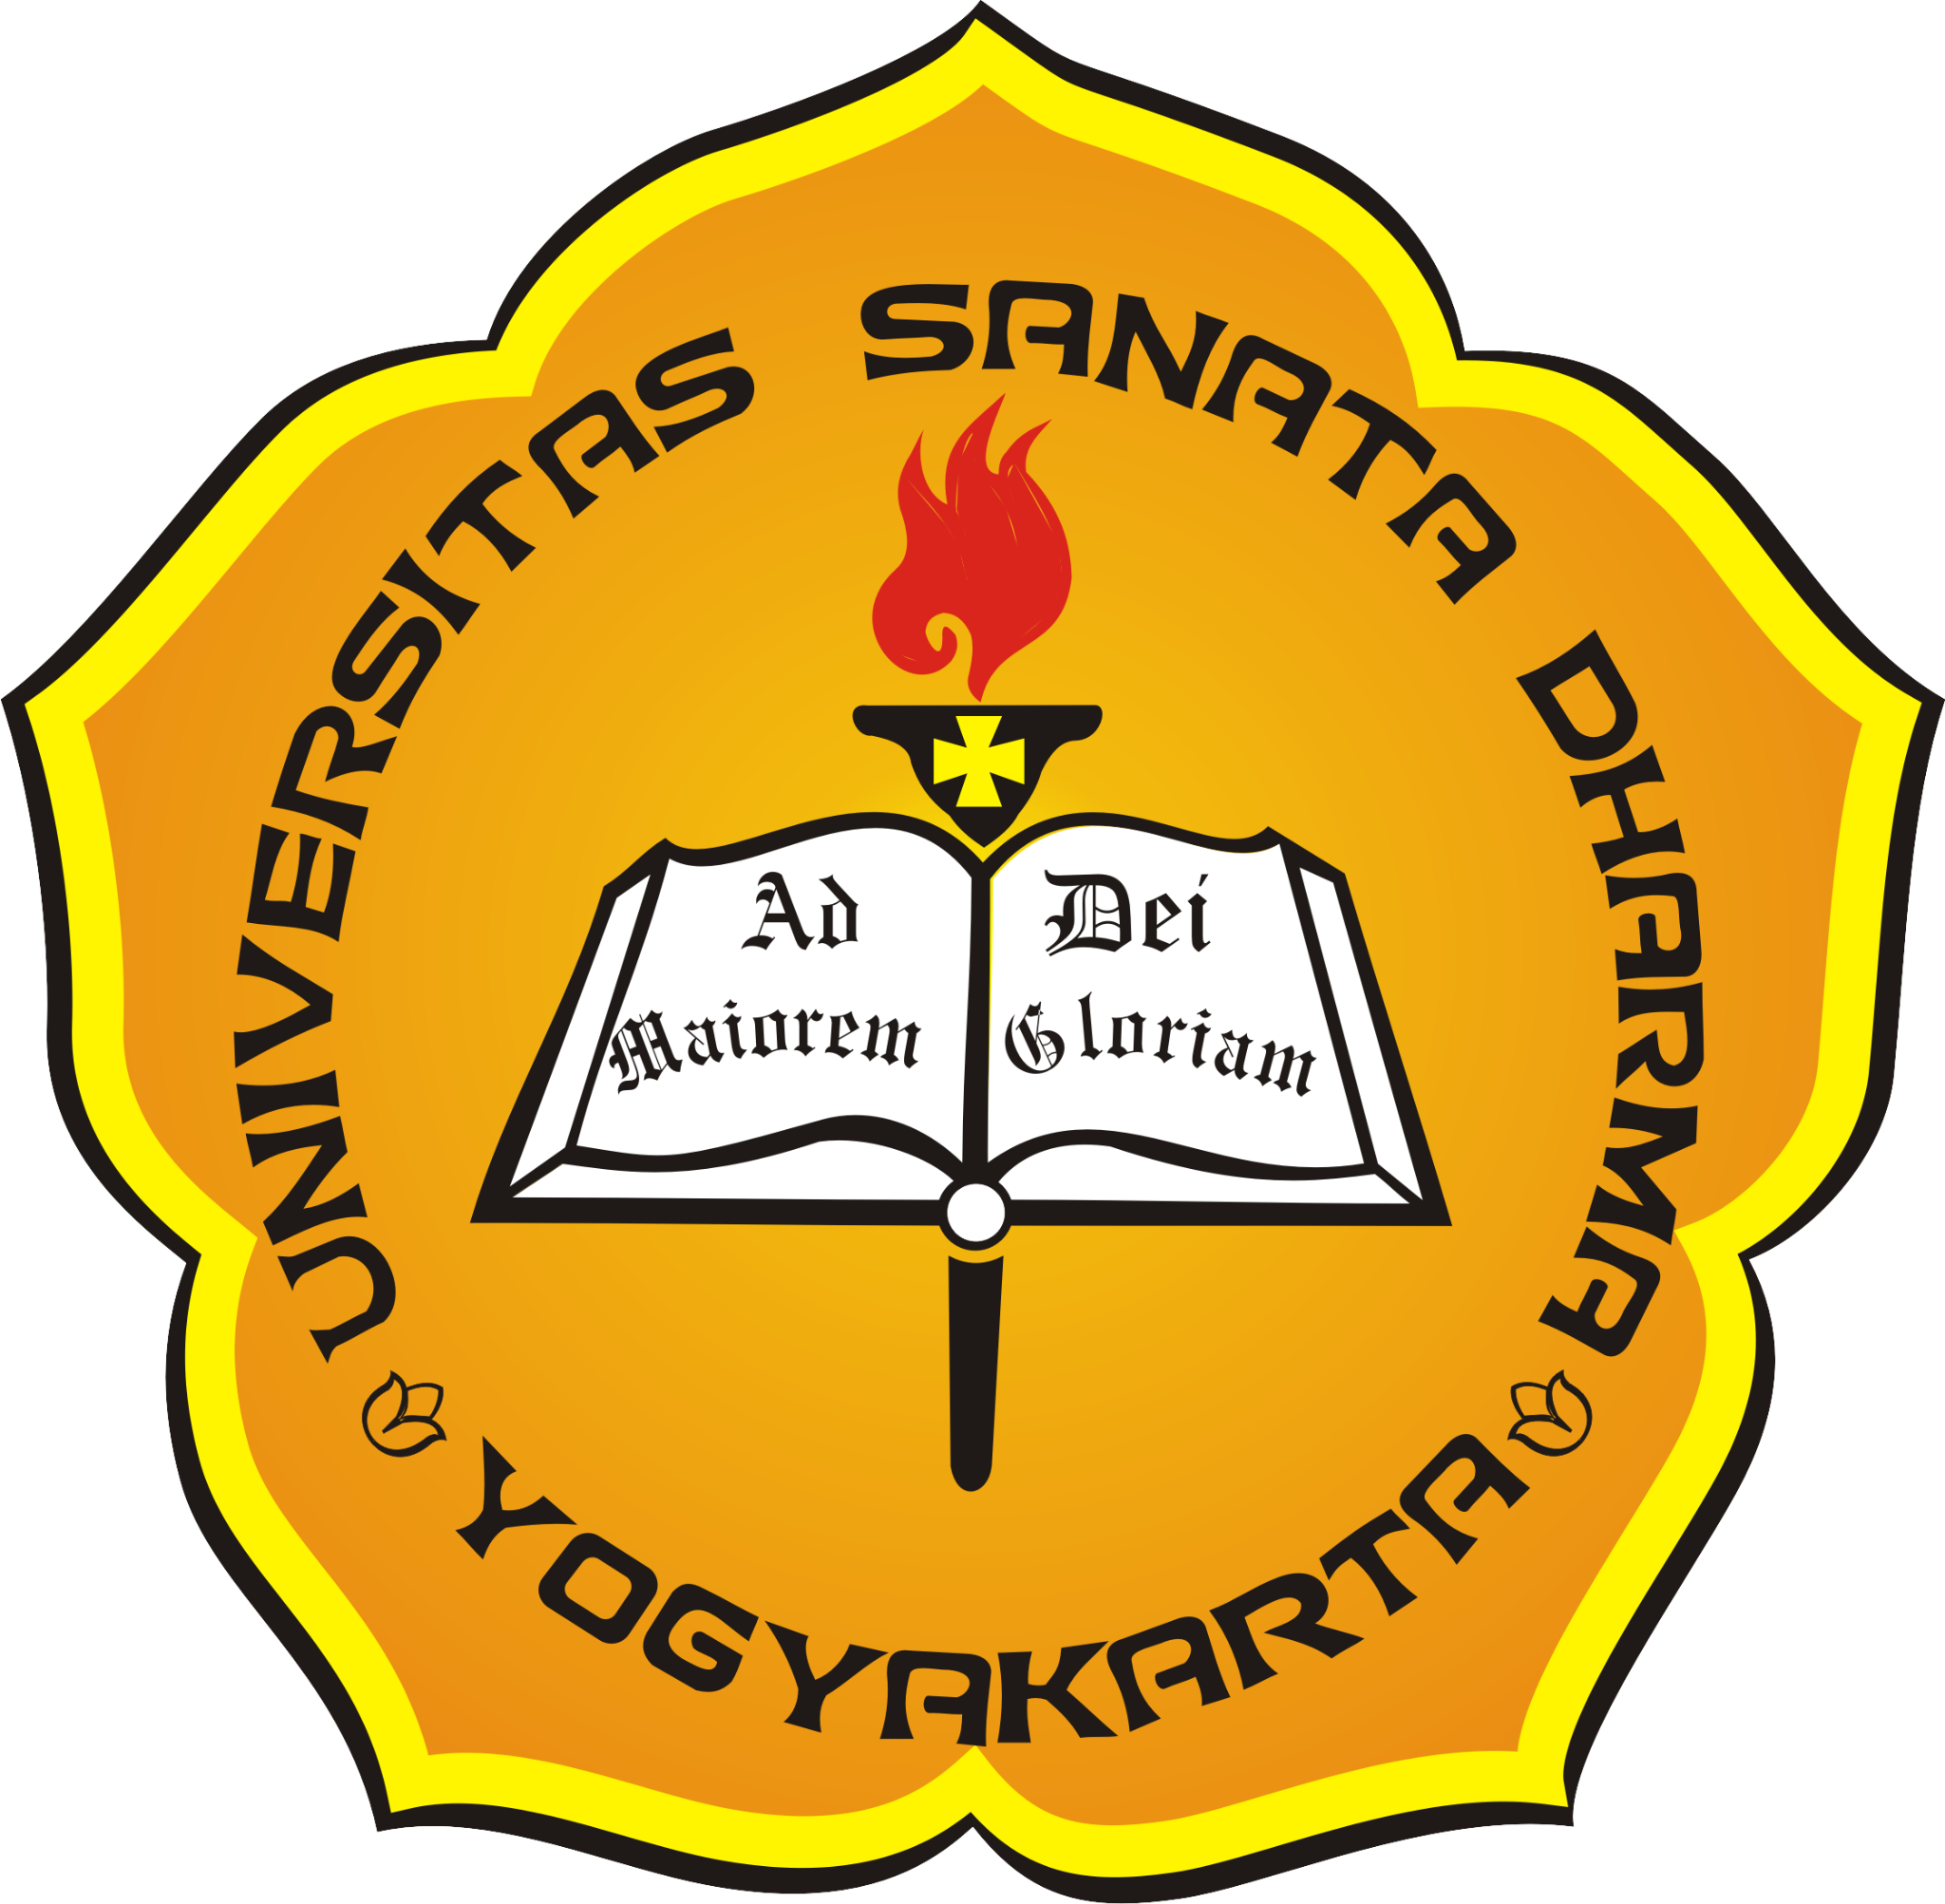 UNIVERSITAS SANATA DHARMA
Ad
Maiorem
Dei
Gloriam
YOGYAKARTA